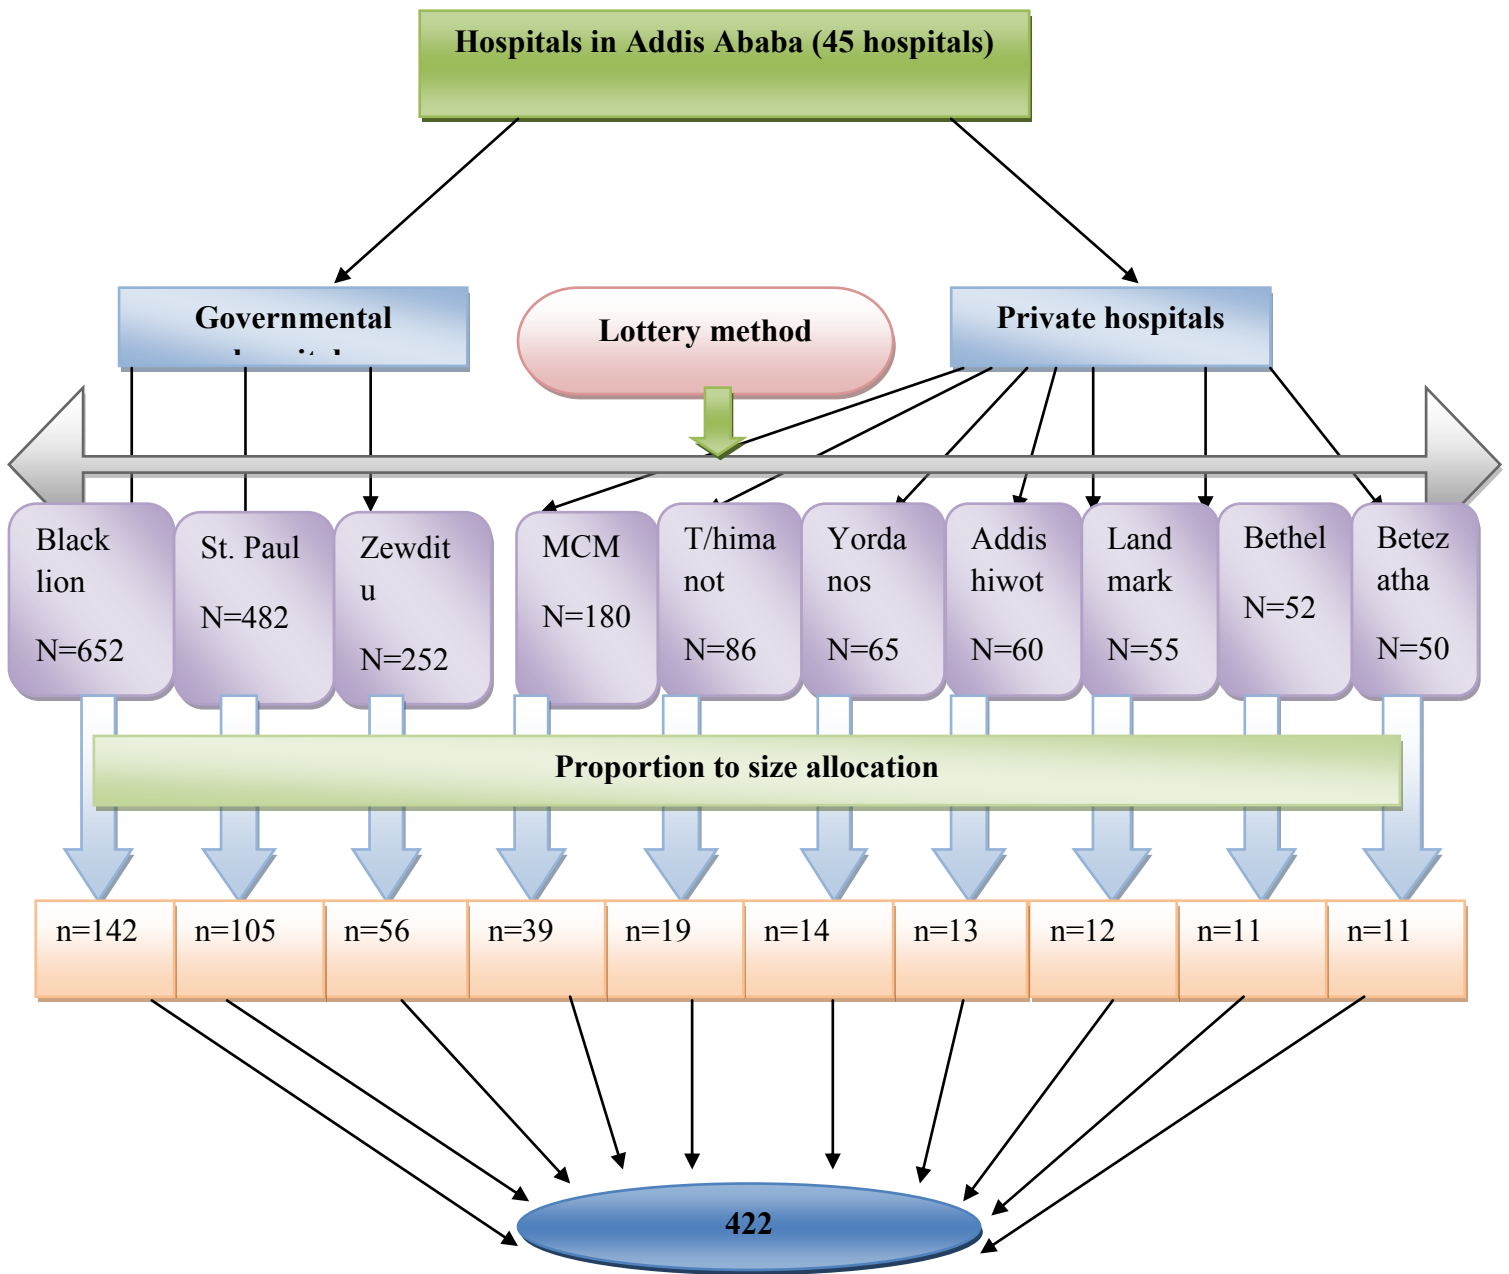 Hospitals in Addis Ababa (45 hospitals)
Governmental
Lottery method
Private hospitals
Black
lion
N=652
St. Paul
N=482
Zewdit
u
N=252
MCM
N=180
T/hima
not
N=86
Yorda
nos
N=65
Addis
hiwot
N=60
Land
mark
N=55
Bethel
N=52
Betez
atha
N=50
Proportion to size allocation
n=142
n=105
n=56
n=39
n=19
n=14
n=13
n=12
n=11
n=11
422